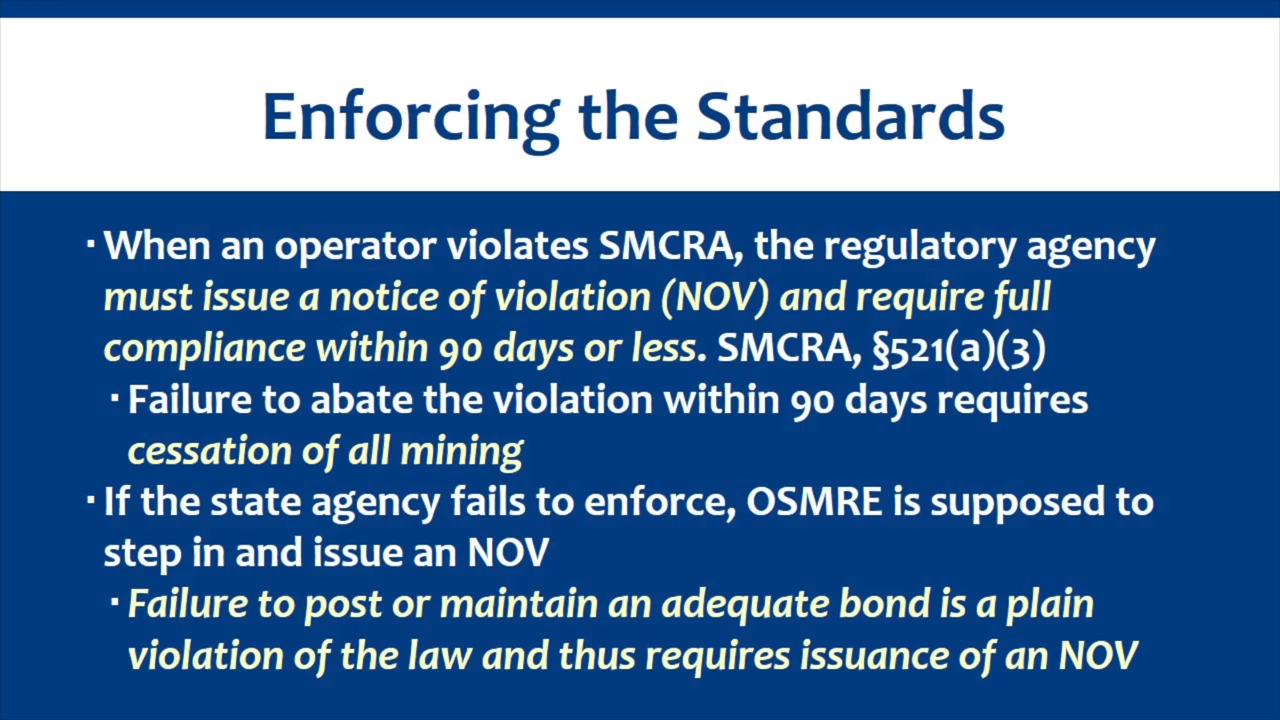 Enforcing the Standards
▪ When an operator violates SMCRA, the regulatory agency
must issue a notice of violation (NOV) and require full
compliance within 90 days or less. SMCRA, §521(a)(3)
▪ Failure to abate the violation within 90 days requires
cessation of all mining
▪ If the state agency fails to enforce, OSMRE is supposed to
step in and issue an NOV
▪ Failure to post or maintain an adequate bond is a plain
violation of the law and thus requires issuance of an NOV